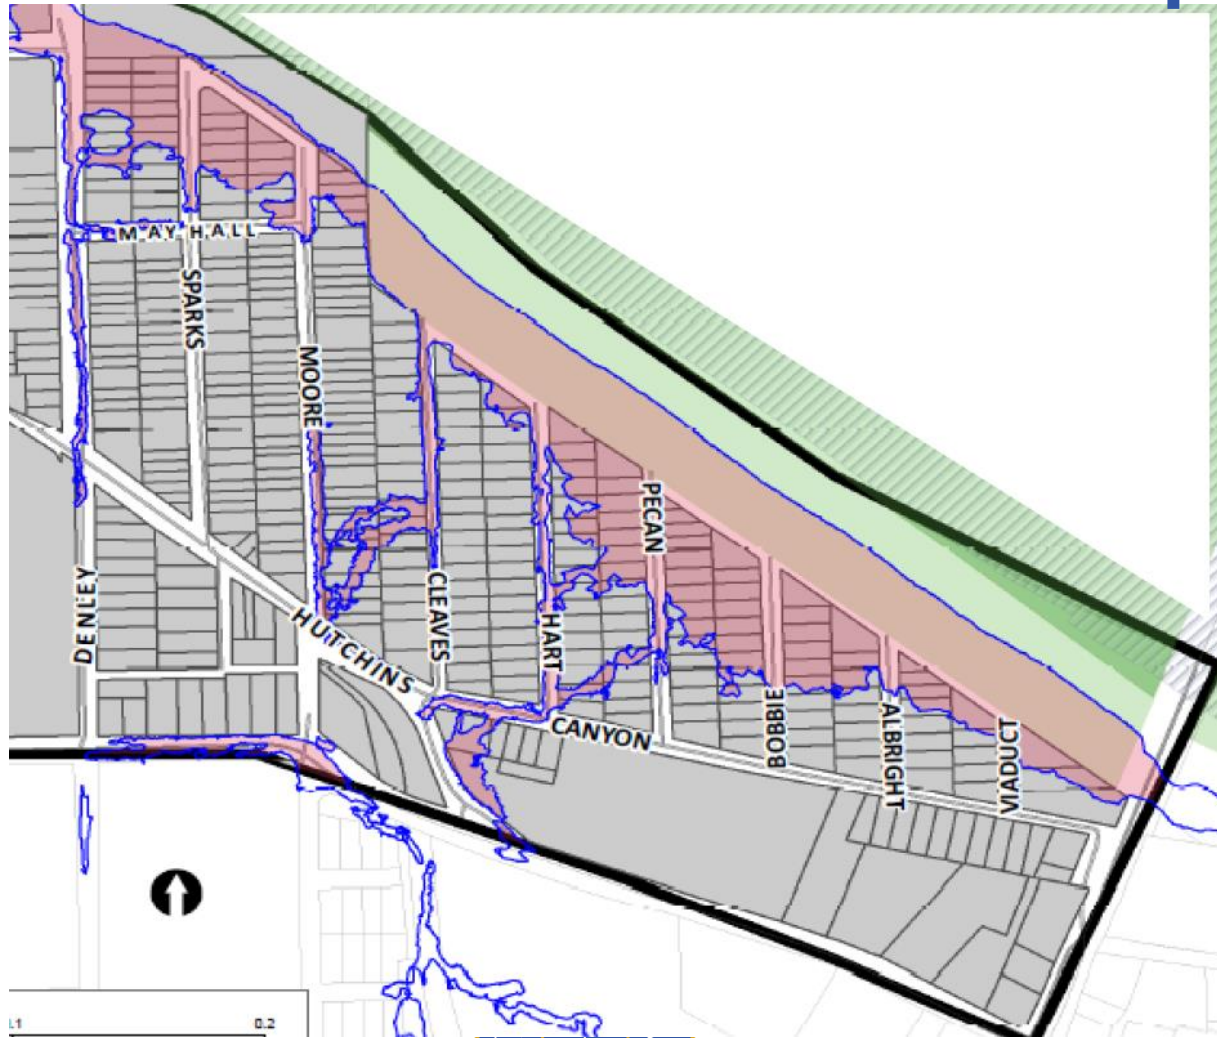 MAY HALL
SPARKS
MOORE
PECAN
DENLEY
CLEAVES
HART
HUTCHINS
CANYON
BOBBIE
ALBRIGHT
VIADUCT
0.2